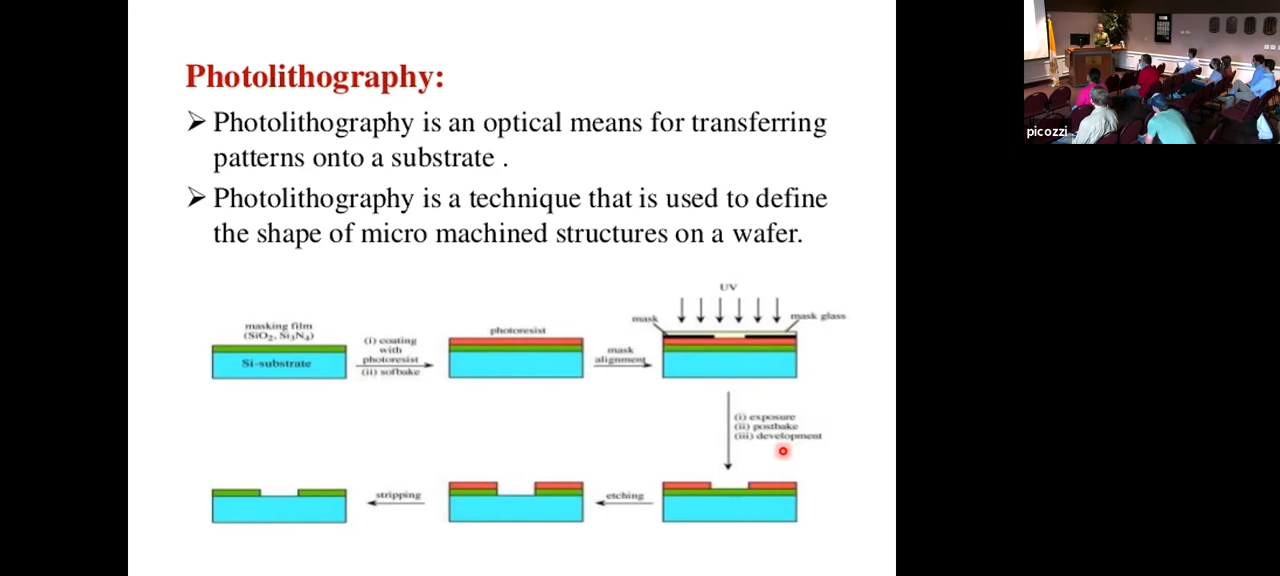 Photolithography:
➢ Photolithography is an optical means for transferring
patterns onto a substrate .
➢ Photolithography is a technique that is used to define
the shape of micro machined structures on a wafer.
UV
mask
mask glass
masking film
(SiO₂, Si₃N₄)
Si-substrate
(i) coating
with
photoresist
(ii) sofbake
photoresist
mask
alignment
(i) exposure
(ii) postbake
(iii) development
stripping
etching
picozzi